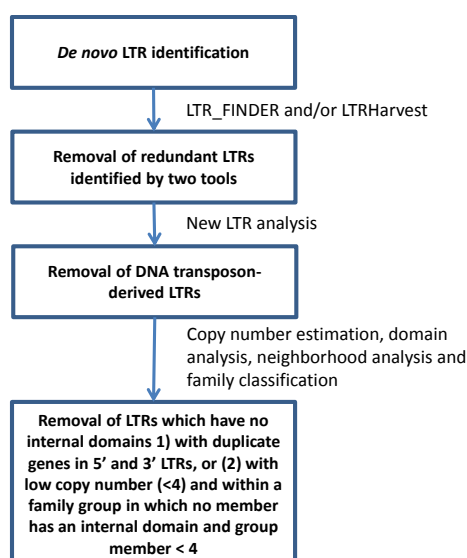 De novo LTR identification
LTR_FINDER and/or LTRHarvest
Removal of redundant LTRs
identified by two tools
New LTR analysis
Removal of DNA transposon-
derived LTRs
Copy number estimation, domain
analysis, neighborhood analysis and
family classification
Removal of LTRs which have no
internal domains 1) with duplicate
genes in 5’ and 3’ LTRs, or (2) with
low copy number (<4) and within a
family group in which no member
has an internal domain and group
member < 4